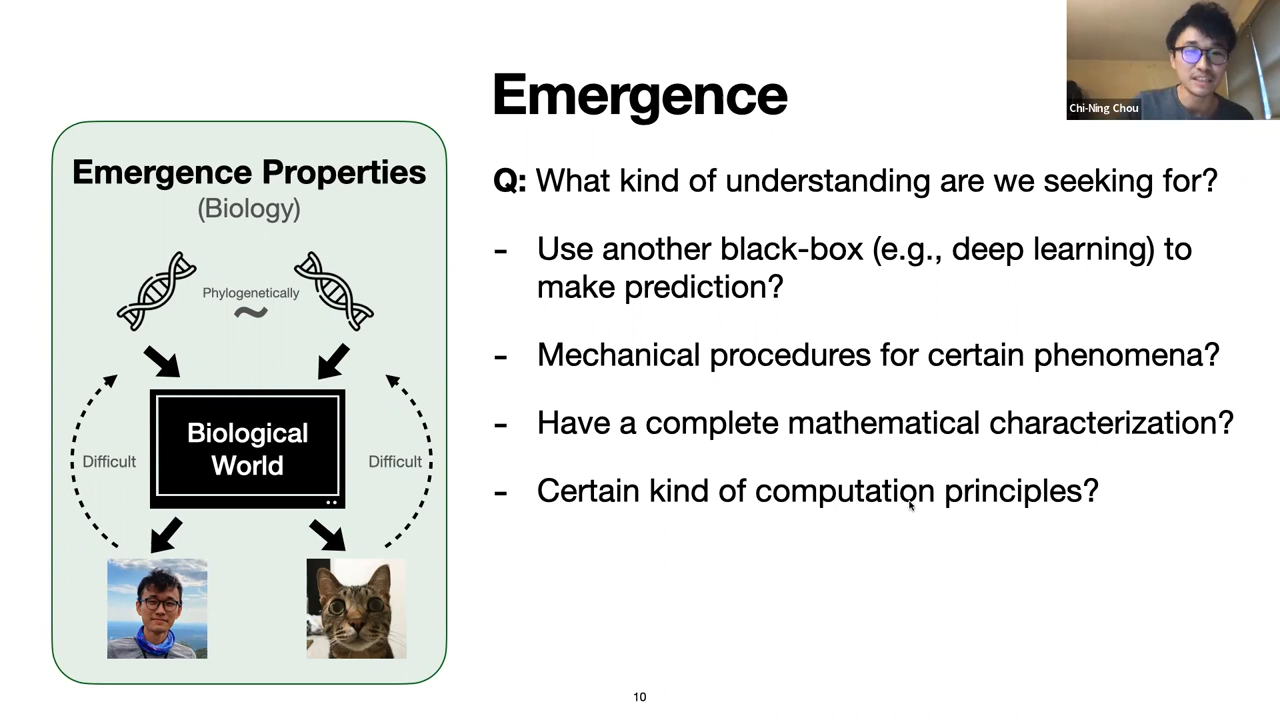 Emergence
Chi-Ning Chou
Emergence Properties
(Biology)
Phylogenetically
~
Biological
World
Difficult
Difficult
Q: What kind of understanding are we seeking for?
- Use another black-box (e.g., deep learning) to
make prediction?
- Mechanical procedures for certain phenomena?
- Have a complete mathematical characterization?
- Certain kind of computation principles?
10